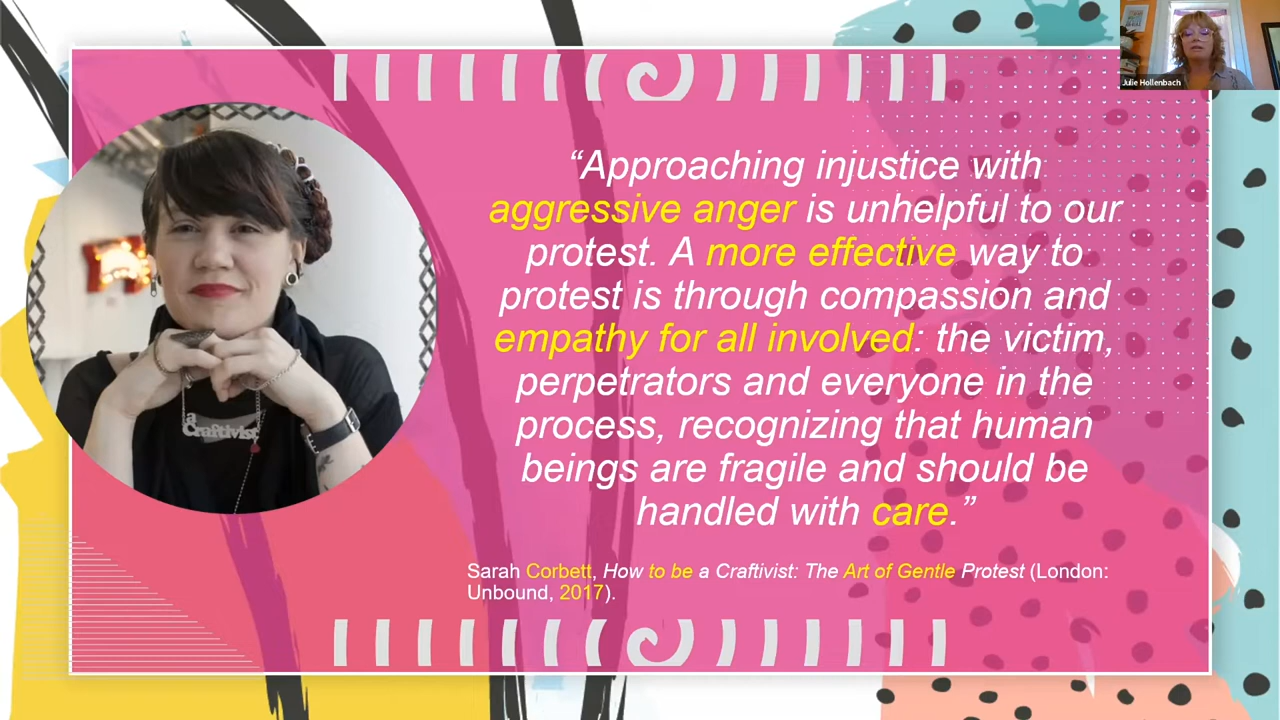 Julie Hollenbach
“Approaching injustice with
aggressive anger is unhelpful to our
protest. A more effective way to
protest is through compassion and
empathy for all involved: the victim,
perpetrators and everyone in the
process, recognizing that human
beings are fragile and should be
handled with care.”
a
Craftivist
Sarah Corbett, How to be a Craftivist: The Art of Gentle Protest (London:
Unbound, 2017).